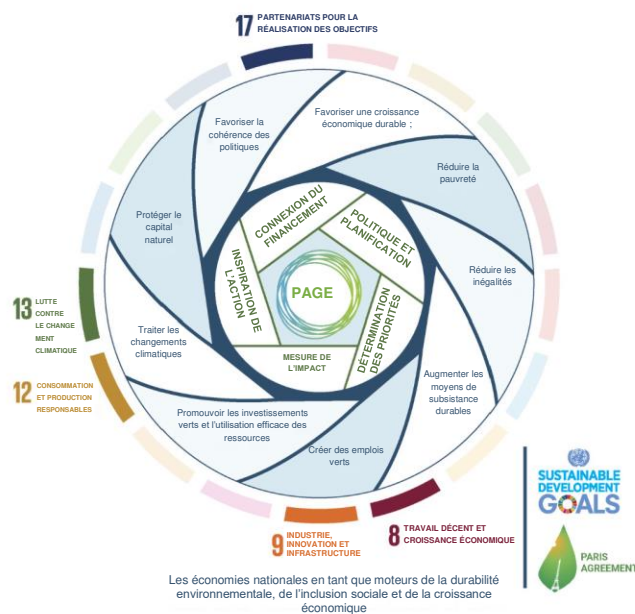 17 PARTENARIATS POUR LA
RÉALISATION DES OBJECTIFS
Favoriser la
cohérence des
politiques
Favoriser une croissance
économique durable ;
Réduire la
pauvreté
Protéger le
capital
naturel
Réduire les
inégalités
CONNEXION DU
FINANCEMENT
POLITIQUE ET
PLANIFICATION
INSPIRATION DE
L'ACTION
PAGE
DÉTERMINATION
DES PRIORITÉS
MESURE DE
L'IMPACT
13 LUTTE
CONTRE
LE CHANGE
MENT
CLIMATIQUE
Traiter les
changements
climatiques
12 CONSOMMATION
ET PRODUCTION
RESPONSABLES
Augmenter les
moyens de
subsistance
durables
Promouvoir les investissements
verts et l'utilisation efficace des
ressources
Créer des emplois
verts
9 INDUSTRIE,
INNOVATION ET
INFRASTRUCTURE
8 TRAVAIL DÉCENT ET
CROISSANCE ÉCONOMIQUE
SUSTAINABLE
DEVELOPMENT
GOALS
PARIS
AGREEMENT
Les économies nationales en tant que moteurs de la durabilité
environnementale, de l'inclusion sociale et de la croissance
économique